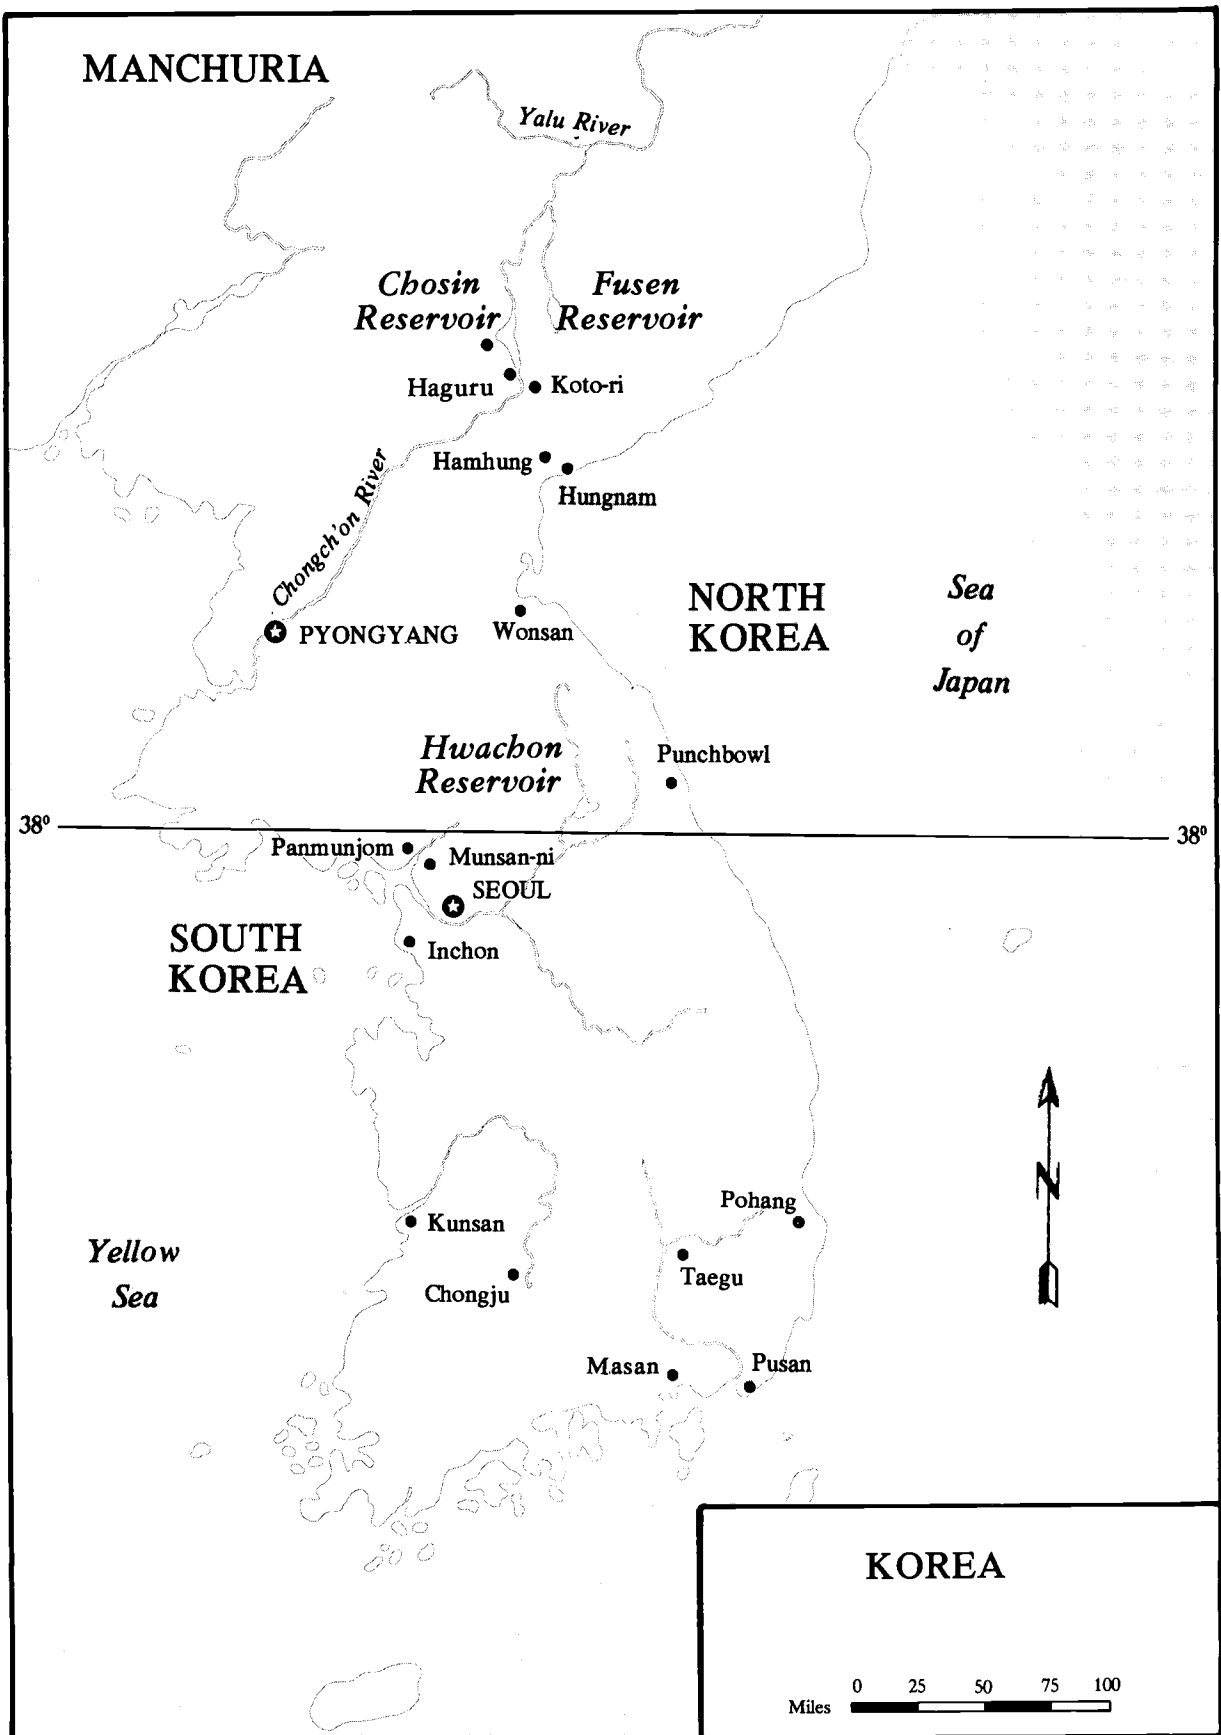 MANCHURIA
Yalu River
Chosin
Reservoir
Fusen
Reservoir
Haguru
Koto-ri
Hamhung
Hungnam
Chongch'on River
NORTH
KOREA
Sea
of
Japan
PYONGYANG
Wonsan
Hwachon
Reservoir
Punchbowl
38°
38°
Panmunjom
Munsan-ni
SEOUL
SOUTH
KOREA
Inchon
N
Pohang
Kunsan
Yellow
Sea
Taegu
Chongju
Masan
Pusan
KOREA
0 25 50 75 100
Miles